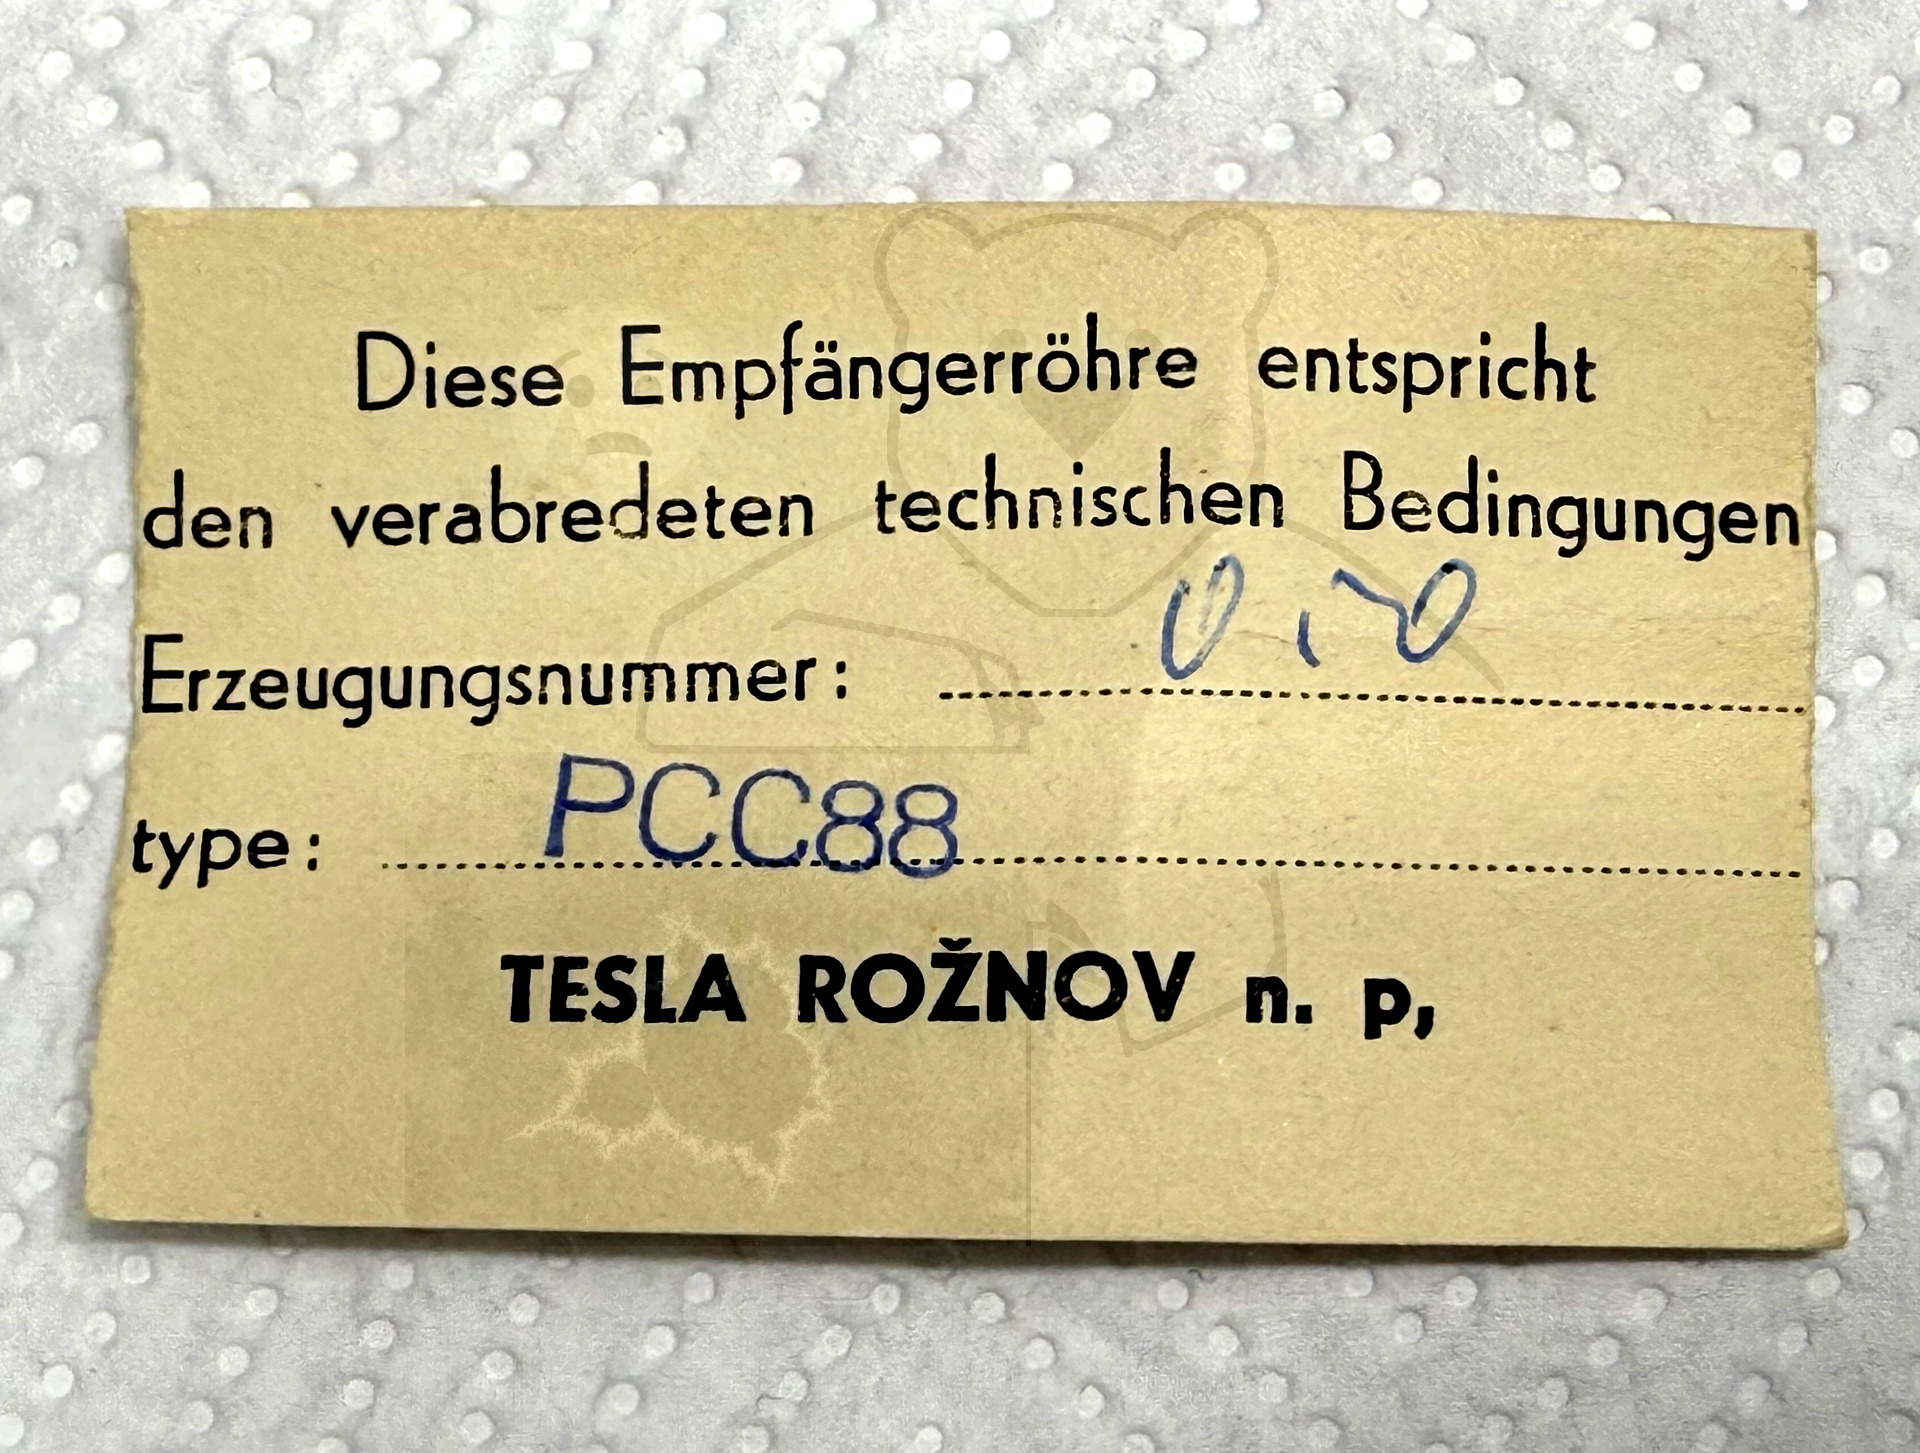 Diese Empfängerröhre entspricht
den verabredeten technischen Bedingungen
Erzeugungsnummer:
type: PCC88
TESLA ROŽNOV n. p,